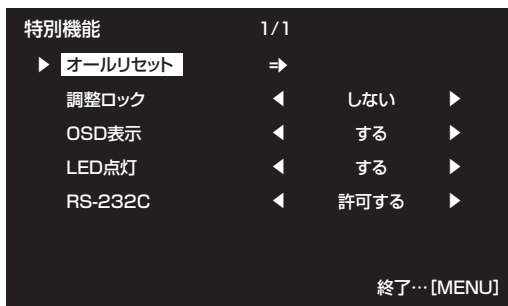 特別機能 1/1
▶ オールリセット ⇒
調整ロック ◀ しない ▶
OSD表示 ◀ する ▶
LED点灯 ◀ する ▶
RS-232C ◀ 許可する ▶
終了…[MENU]